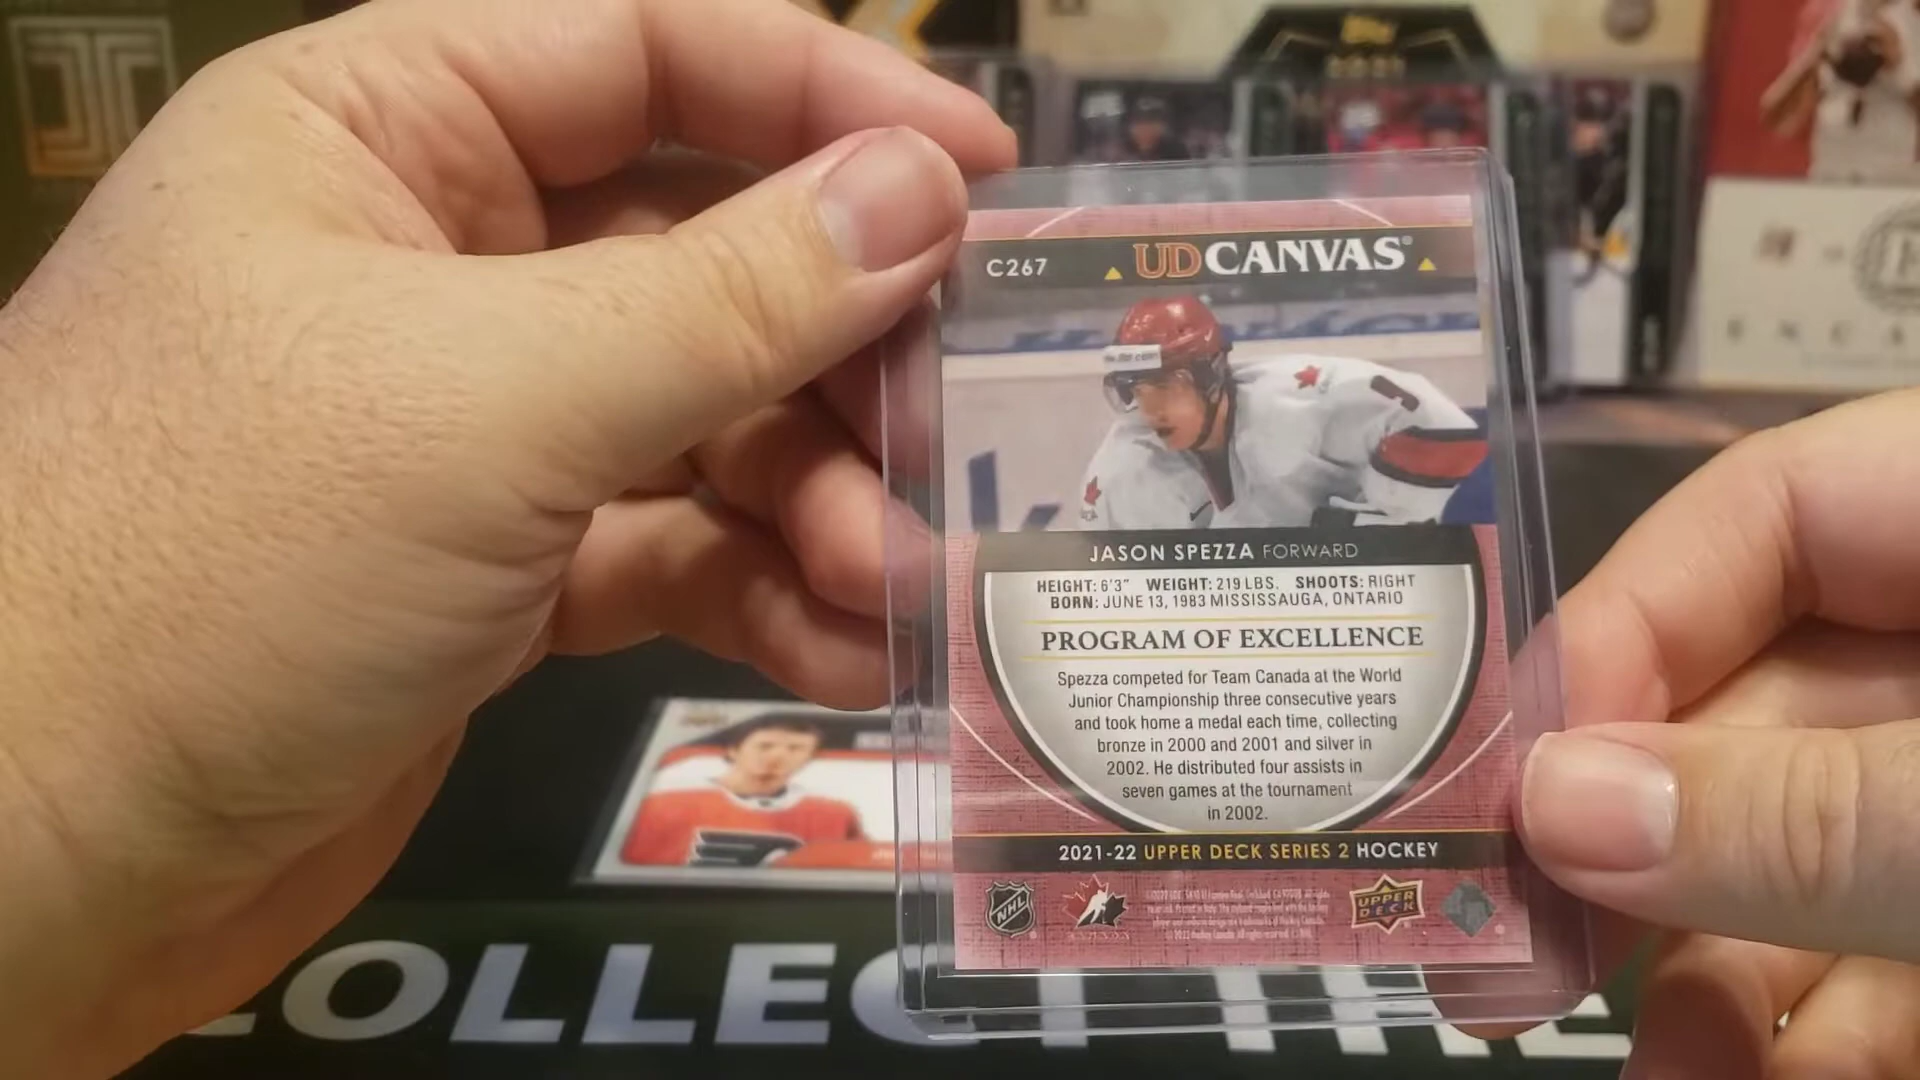 C267
UD CANVAS
JASON SPEZZA FORWARD
HEIGHT: 6'3" WEIGHT: 219 LBS. SHOOTS: RIGHT
BORN: JUNE 13, 1983 MISSISSAUGA, ONTARIO
PROGRAM OF EXCELLENCE
Spezza competed for Team Canada at the World
Junior Championship three consecutive years
and took home a medal each time, collecting
bronze in 2000 and 2001 and silver in
2002. He distributed four assists in
seven games at the tournament
in 2002.
2021-22 UPPER DECK SERIES 2 HOCKEY
NHL
UPPER
DECK
COLLECT THE